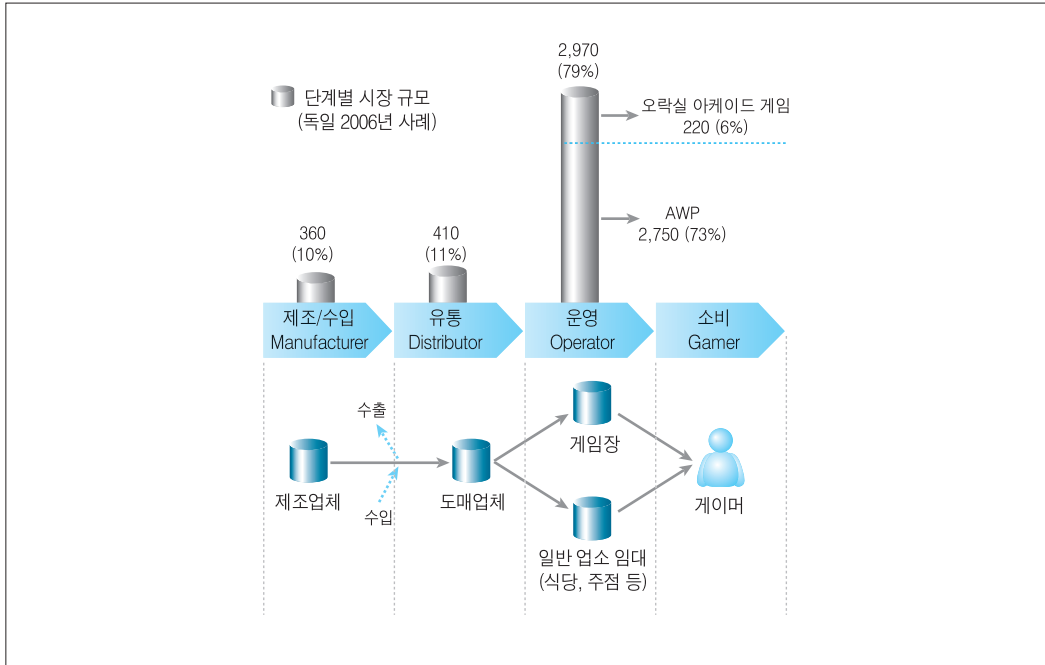 단계별 시장 규모
(독일 2006년 사례)
2,970
(79%)
오락실 아케이드 게임
220 (6%)
AWP
2,750 (73%)
360
(10%)
410
(11%)
제조/수입
Manufacturer
유통
Distributor
운영
Operator
소비
Gamer
수출
제조업체
수입
도매업체
게임장
일반 업소 임대
(식당, 주점 등)
게이머